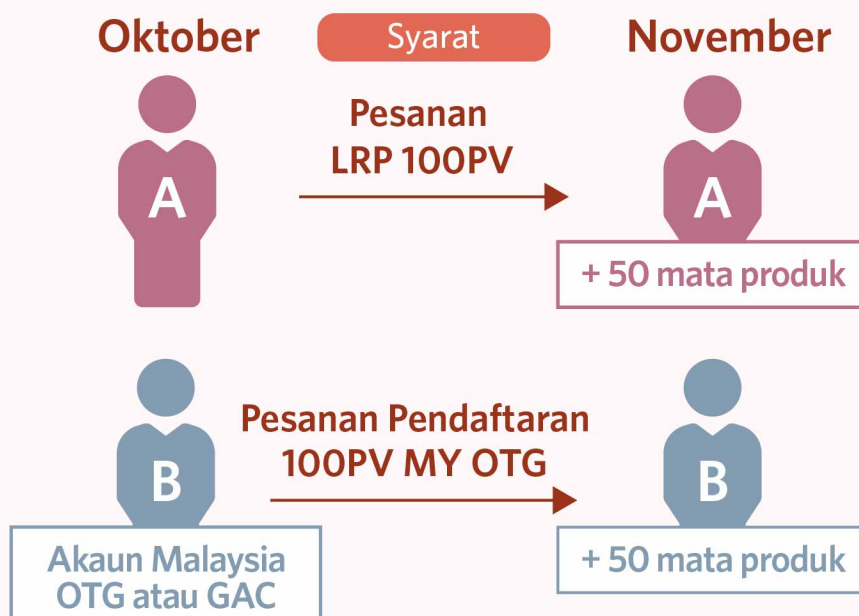 Oktober
Syarat
November
Pesanan
LRP 100PV
A
A
+ 50 mata produk
Pesanan Pendaftaran
100PV MY OTG
B
B
Akaun Malaysia
OTG atau GAC
+ 50 mata produk